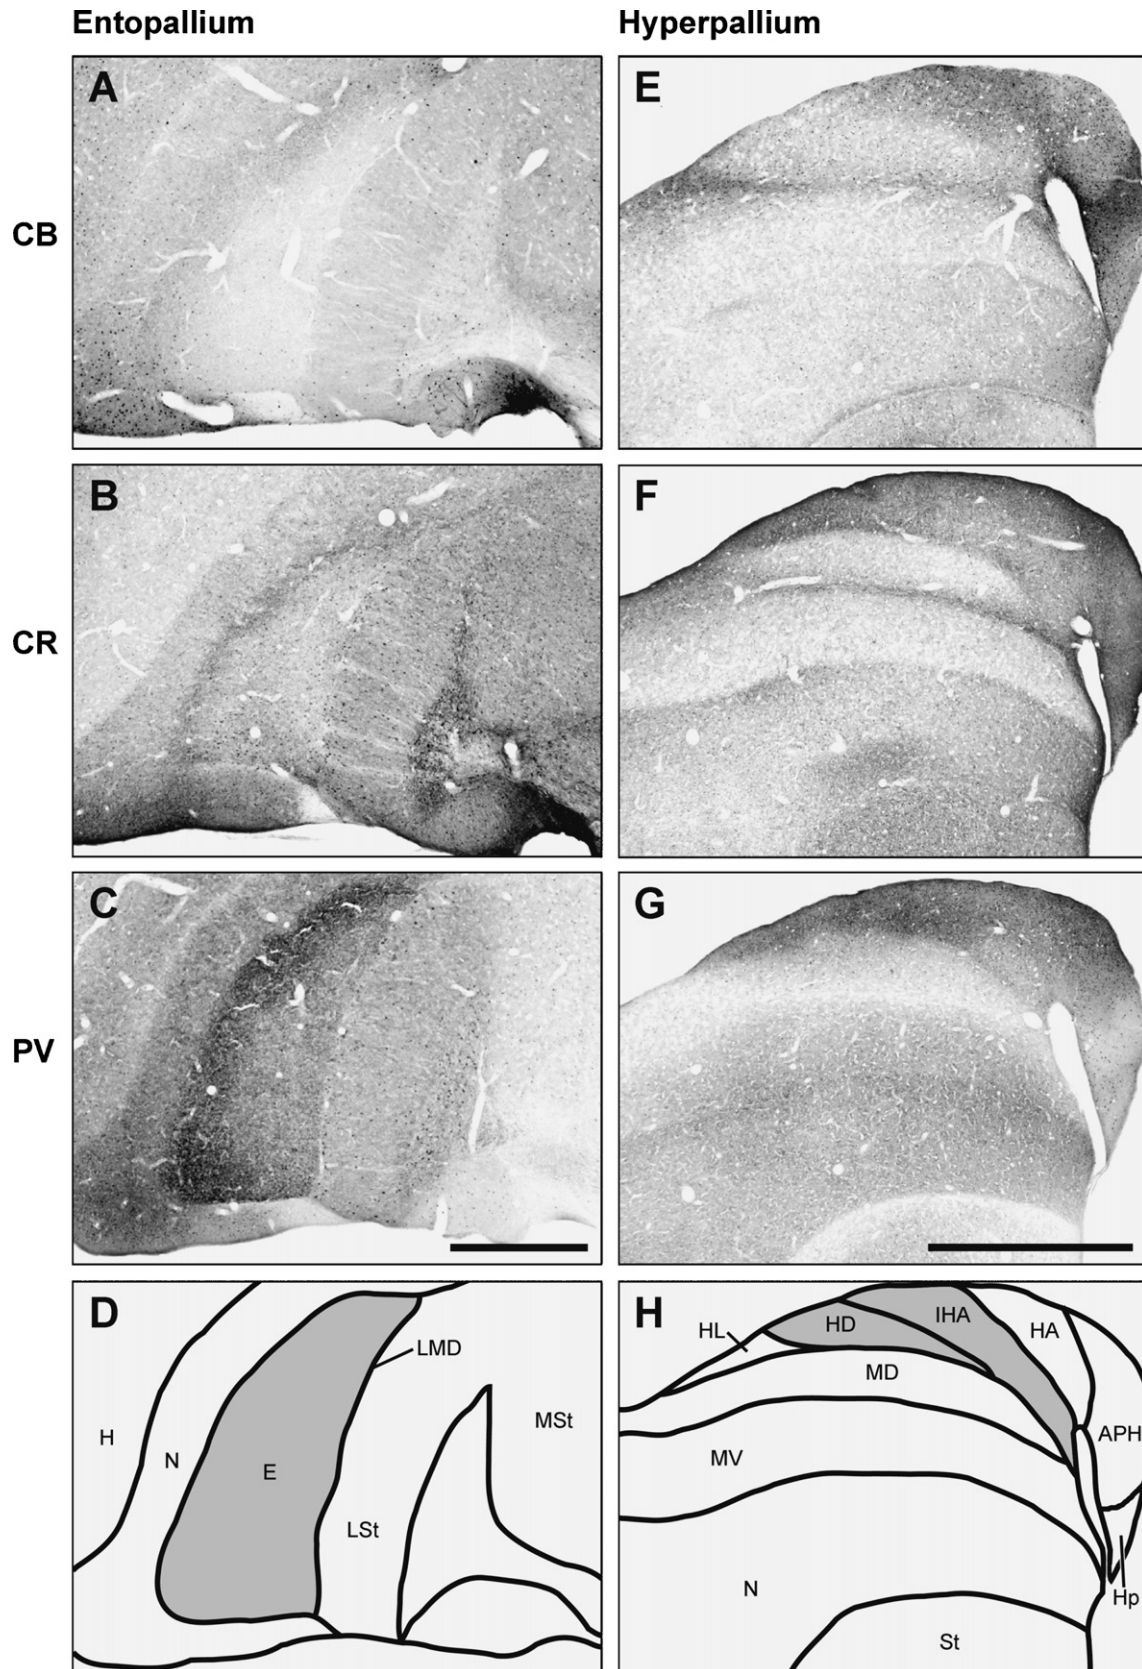 Entopallium Hyperpallium
A E
CB
B F
CR
C G
PV
D H
LMD
H N E LSt MSt
HL HD IHA HA
MD
APH
MV
N
Hp
St